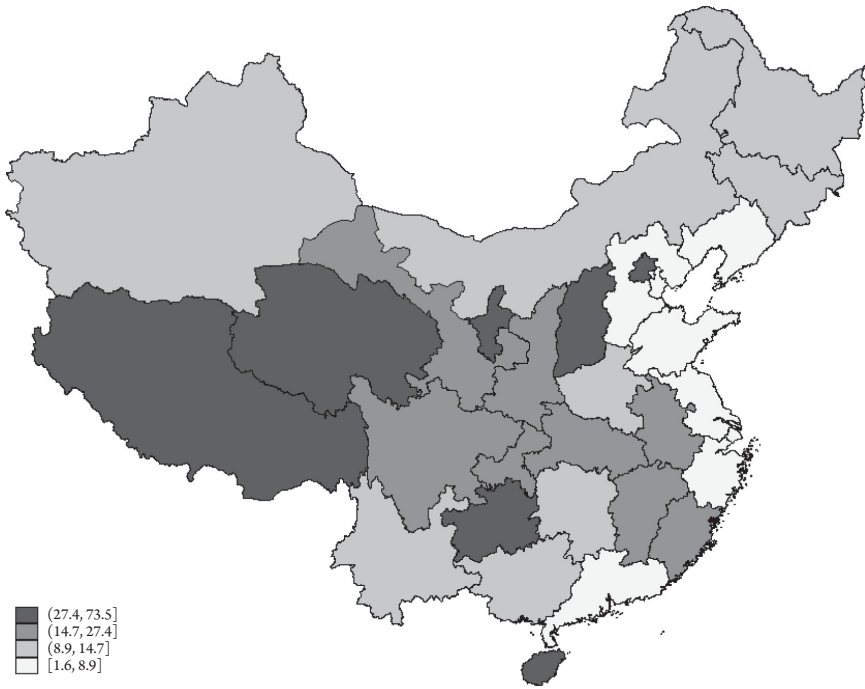 (27.4, 73.5]
(14.7, 27.4]
(8.9, 14.7]
[1.6, 8.9]